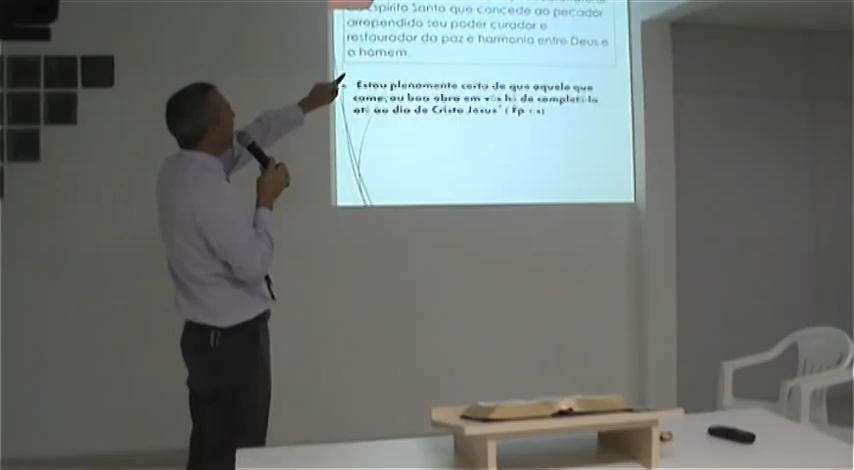 Espírito Santo que concede ao pecador
arrependido seu poder curador e
restaurador da paz e harmonia entre Deus e
o homem.
"Estou plenamente certo de que aquele que
boa obra em vós há de completá-la
até ao dia de Cristo Jesus" ( Fp